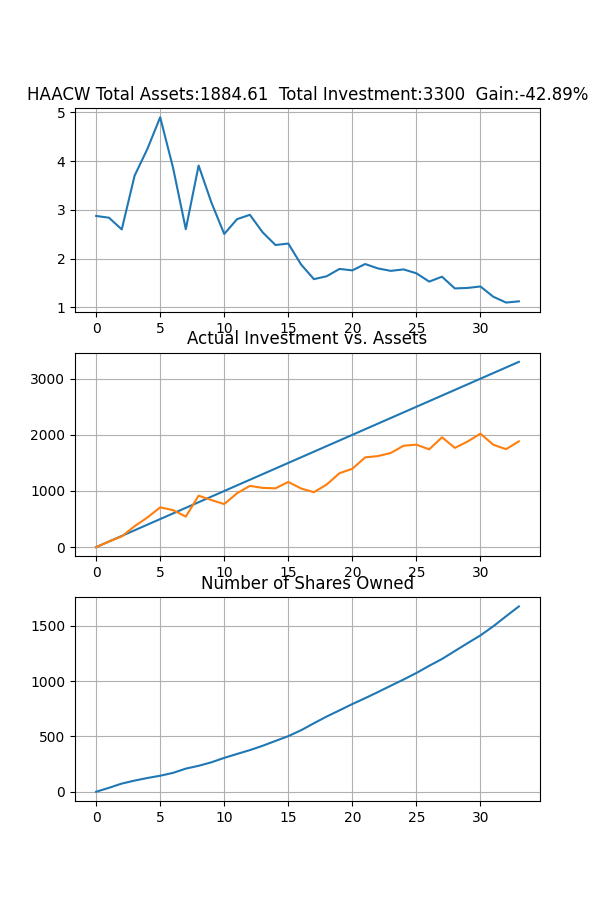 HAACW Total Assets:1884.61  Total Investment:3300  Gain:-42.89%
5
4
3
2
1
0 5 10 15 20 25 30
Actual Investment vs. Assets
3000
2000
1000
0
0 5 10 15 20 25 30
Number of Shares Owned
1500
1000
500
0
0 5 10 15 20 25 30